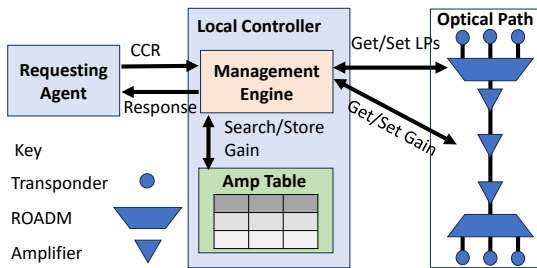 Local Controller
Optical Path
Requesting
Agent
CCR
Response
Management
Engine
Get/Set LPs
Get/Set Gain
Search/Store
Gain
Amp Table
Key
Transponder
ROADM
Amplifier